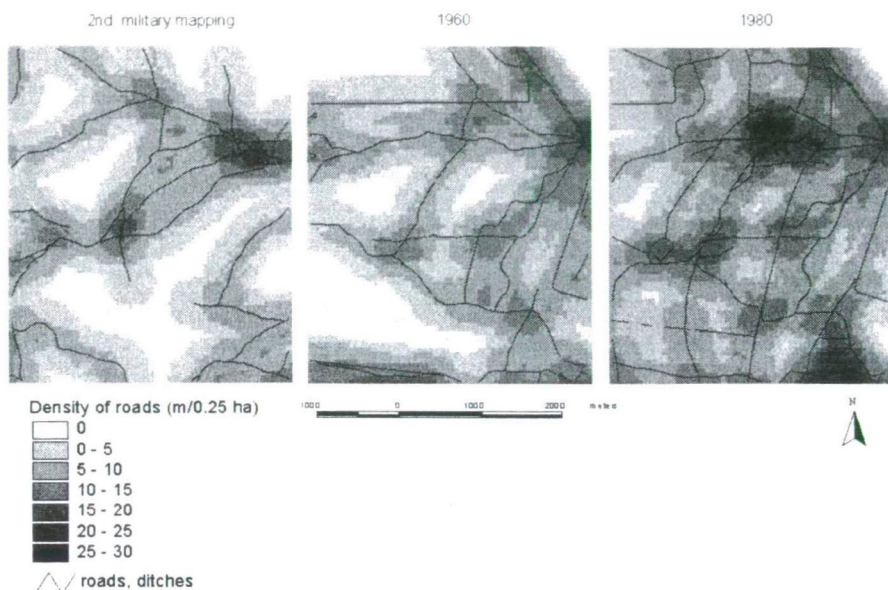 2nd military mapping
1960
1980
Density of roads (m/0.25 ha)
0
0 - 5
5 - 10
10 - 15
15 - 20
20 - 25
25 - 30
roads, ditches
1000 0 1000 2000
N